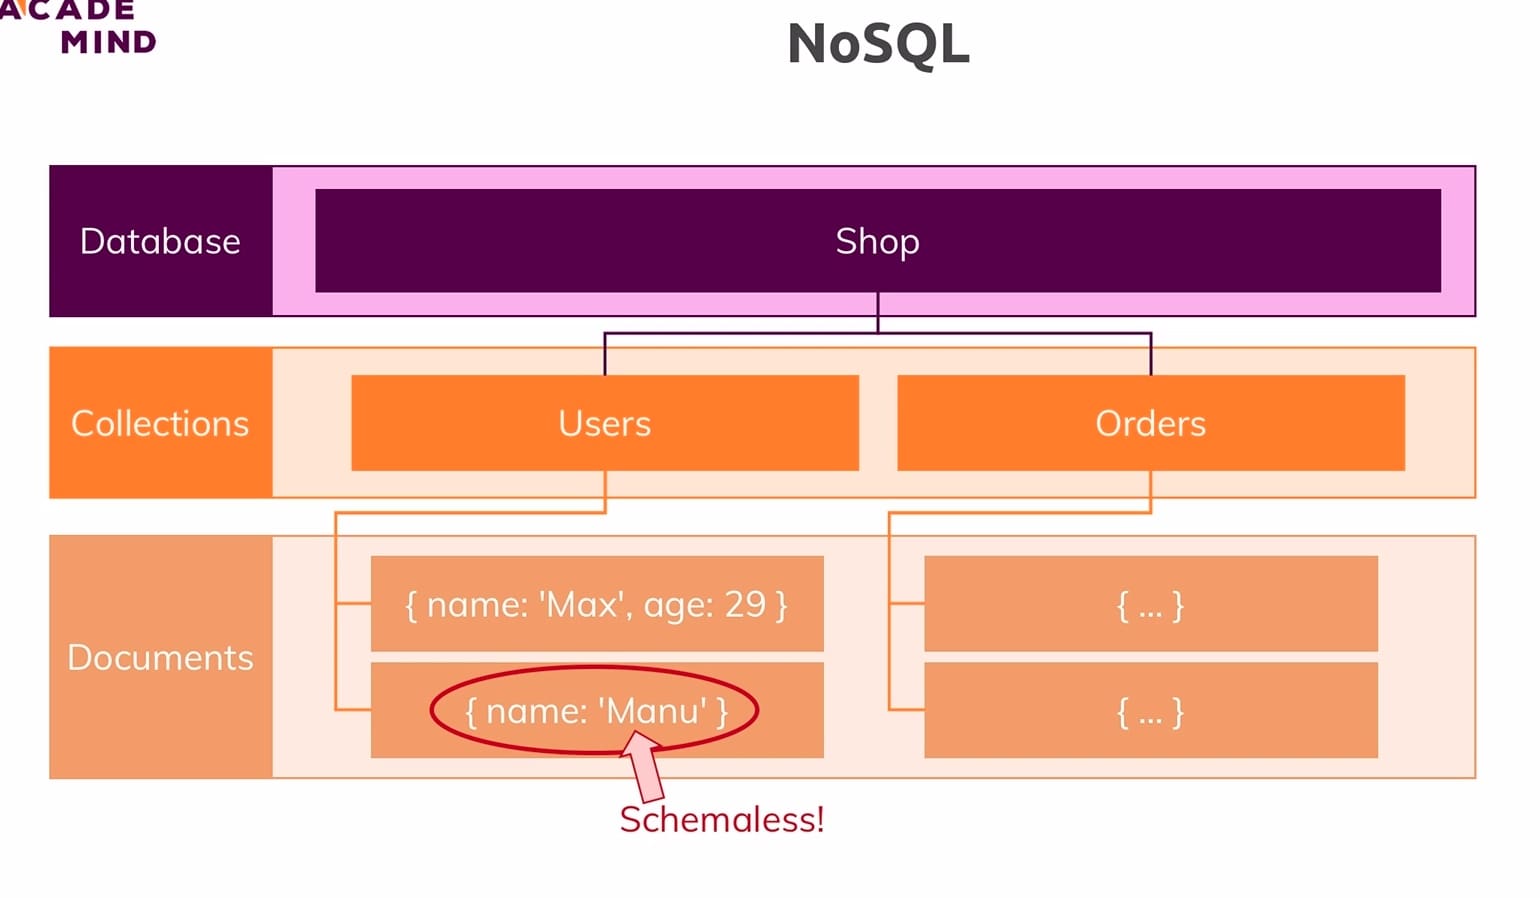 ACADE
MIND
NoSQL
Database
Shop
Collections
Users
Orders
Documents
{ name: 'Max', age: 29 }
{ ... }
{ name: 'Manu' }
{ ... }
Schemaless!